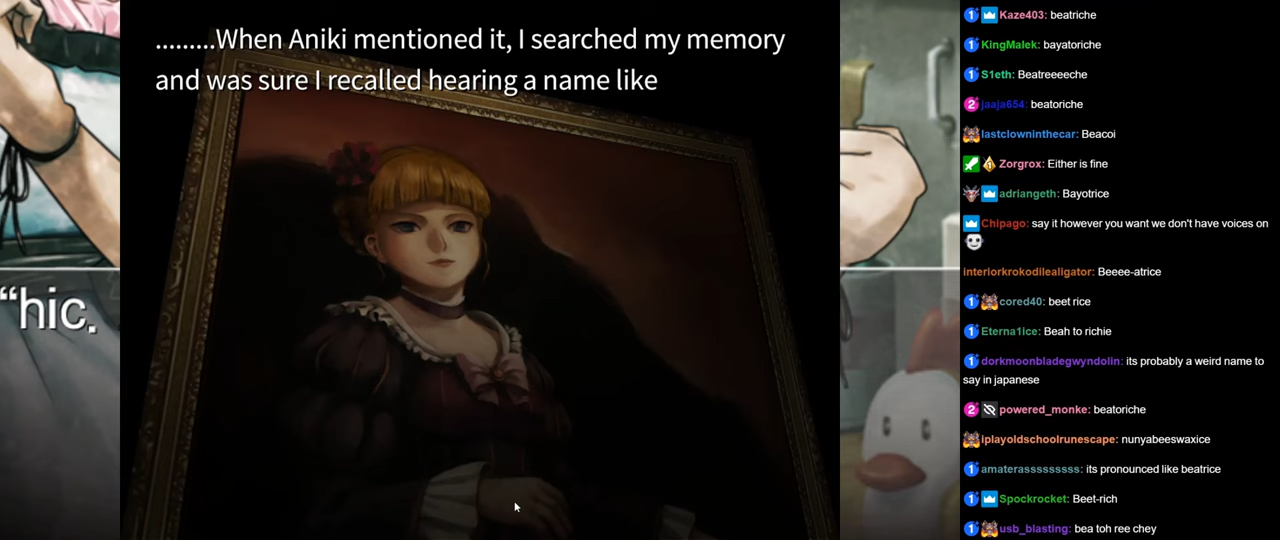 .........When Aniki mentioned it, I searched my memory
and was sure I recalled hearing a name like
“hic.
Kaze403: beatriche
KingMalek: bayatoriche
S1eth: Beatreeeeche
jaaja654: beatoriche
lastclowninthecar: Beacoi
Zorgrox: Either is fine
adriangeth: Bayotrice
Chipago: say it however you want we don't have voices on
interiorkrokodilealigator: Beeee-atrice
cored40: beet rice
Eterna1ice: Beah to richie
dorkmoonbladegwyndolin: its probably a weird name to
say in japanese
powered_monke: beatoriche
iplayoldschoolrunescape: nunyabeeswaxice
amaterasssssssss: its pronounced like beatrice
Spockrocket: Beet-rich
usb_blasting: bea toh ree chey